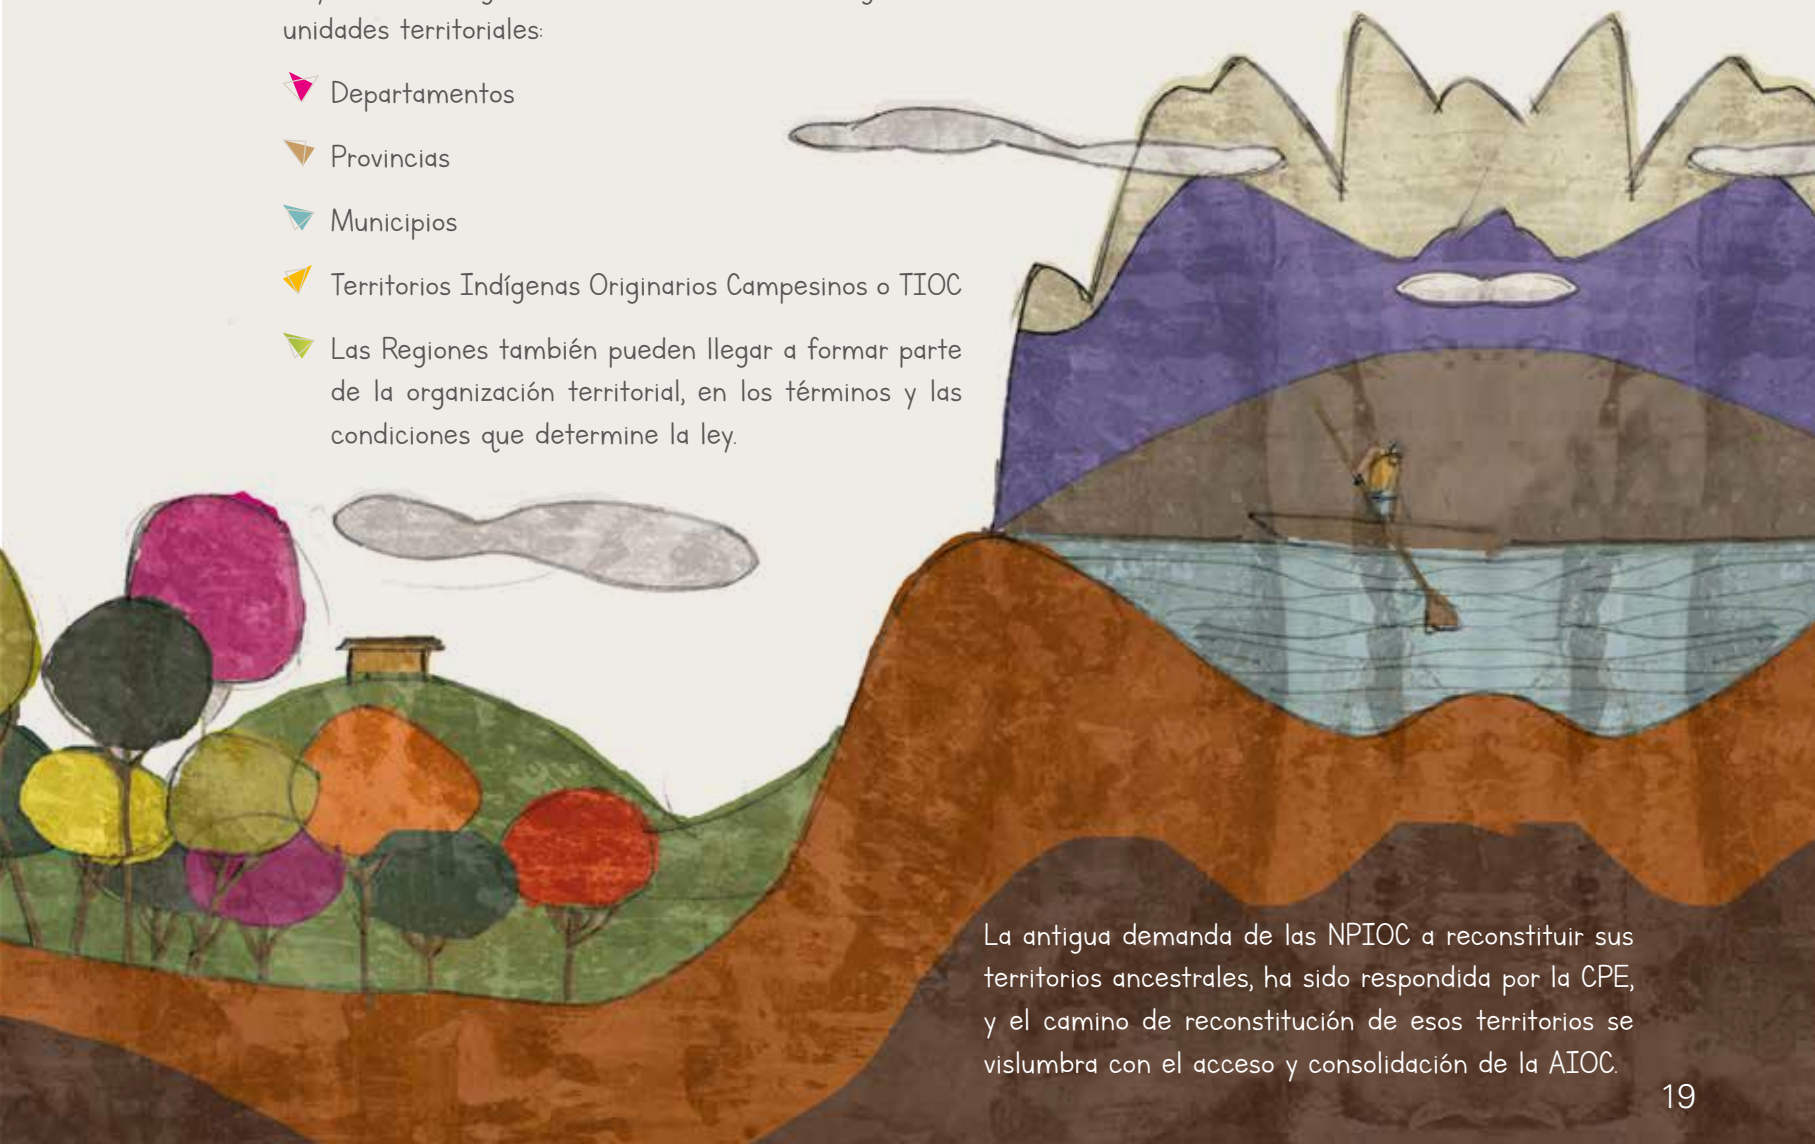 unidades territoriales:
Departamentos
Provincias
Municipios
Territorios Indígenas Originarios Campesinos o TIOC
Las Regiones también pueden llegar a formar parte
de la organización territorial, en los términos y las
condiciones que determine la ley.
La antigua demanda de las NPIOC a reconstituir sus
territorios ancestrales, ha sido respondida por la CPE,
y el camino de reconstitución de esos territorios se
vislumbra con el acceso y consolidación de la AIOC.
19